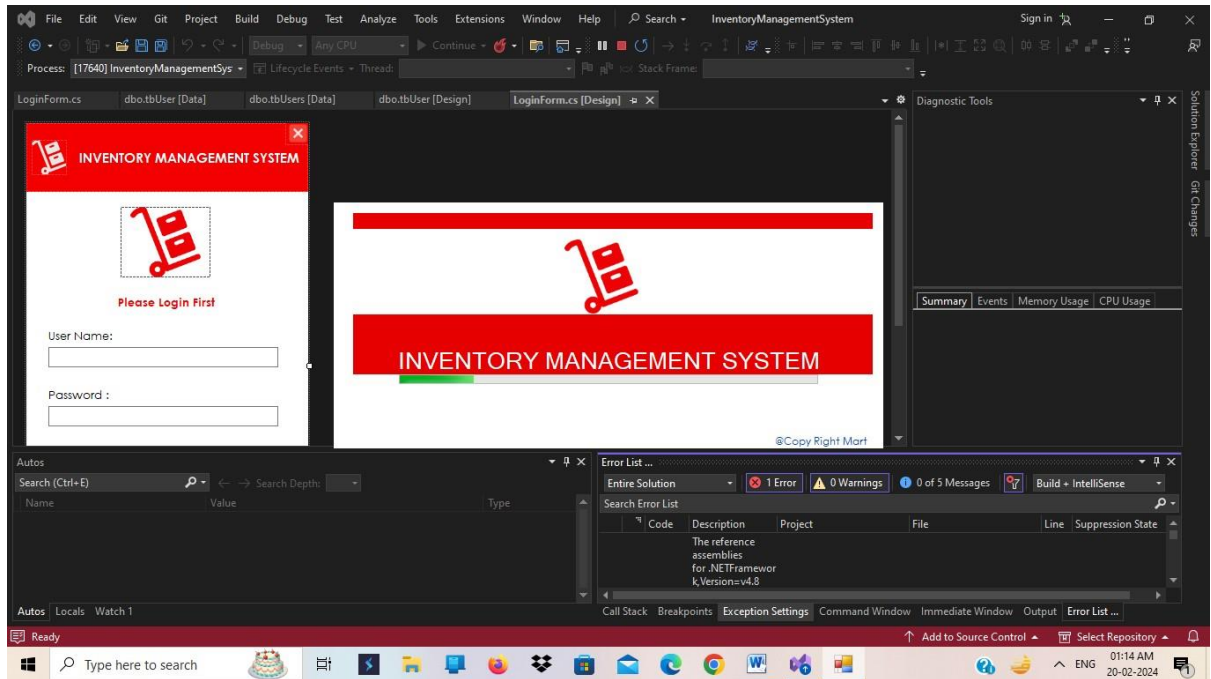 File Edit View Git Project Build Debug Test Analyze Tools Extensions Window Help Search InventoryManagementSystem Sign in
Debug Any CPU Continue
Process: [17640] InventoryManagementSys Lifecycle Events Thread: Stack Frame:
LoginForm.cs dbo.tbUser [Data] dbo.tbUsers [Data] dbo.tbUser [Design] LoginForm.cs [Design]
Diagnostic Tools
Solution Explorer
Git Changes
INVENTORY MANAGEMENT SYSTEM
Please Login First
User Name:
Password :
INVENTORY MANAGEMENT SYSTEM
@Copy Right Mart
Summary Events Memory Usage CPU Usage
Autos
Search (Ctrl+E) Search Depth:
Name Value Type
Autos Locals Watch 1
Error List ...
Entire Solution 1 Error 0 Warnings 0 of 5 Messages Build + IntelliSense
Search Error List
Code Description Project File Line Suppression State
The reference
assemblies
for .NETFramewor
k,Version=v4.8
Call Stack Breakpoints Exception Settings Command Window Immediate Window Output Error List ...
Ready Add to Source Control Select Repository
Type here to search ENG 01:14 AM
20-02-2024